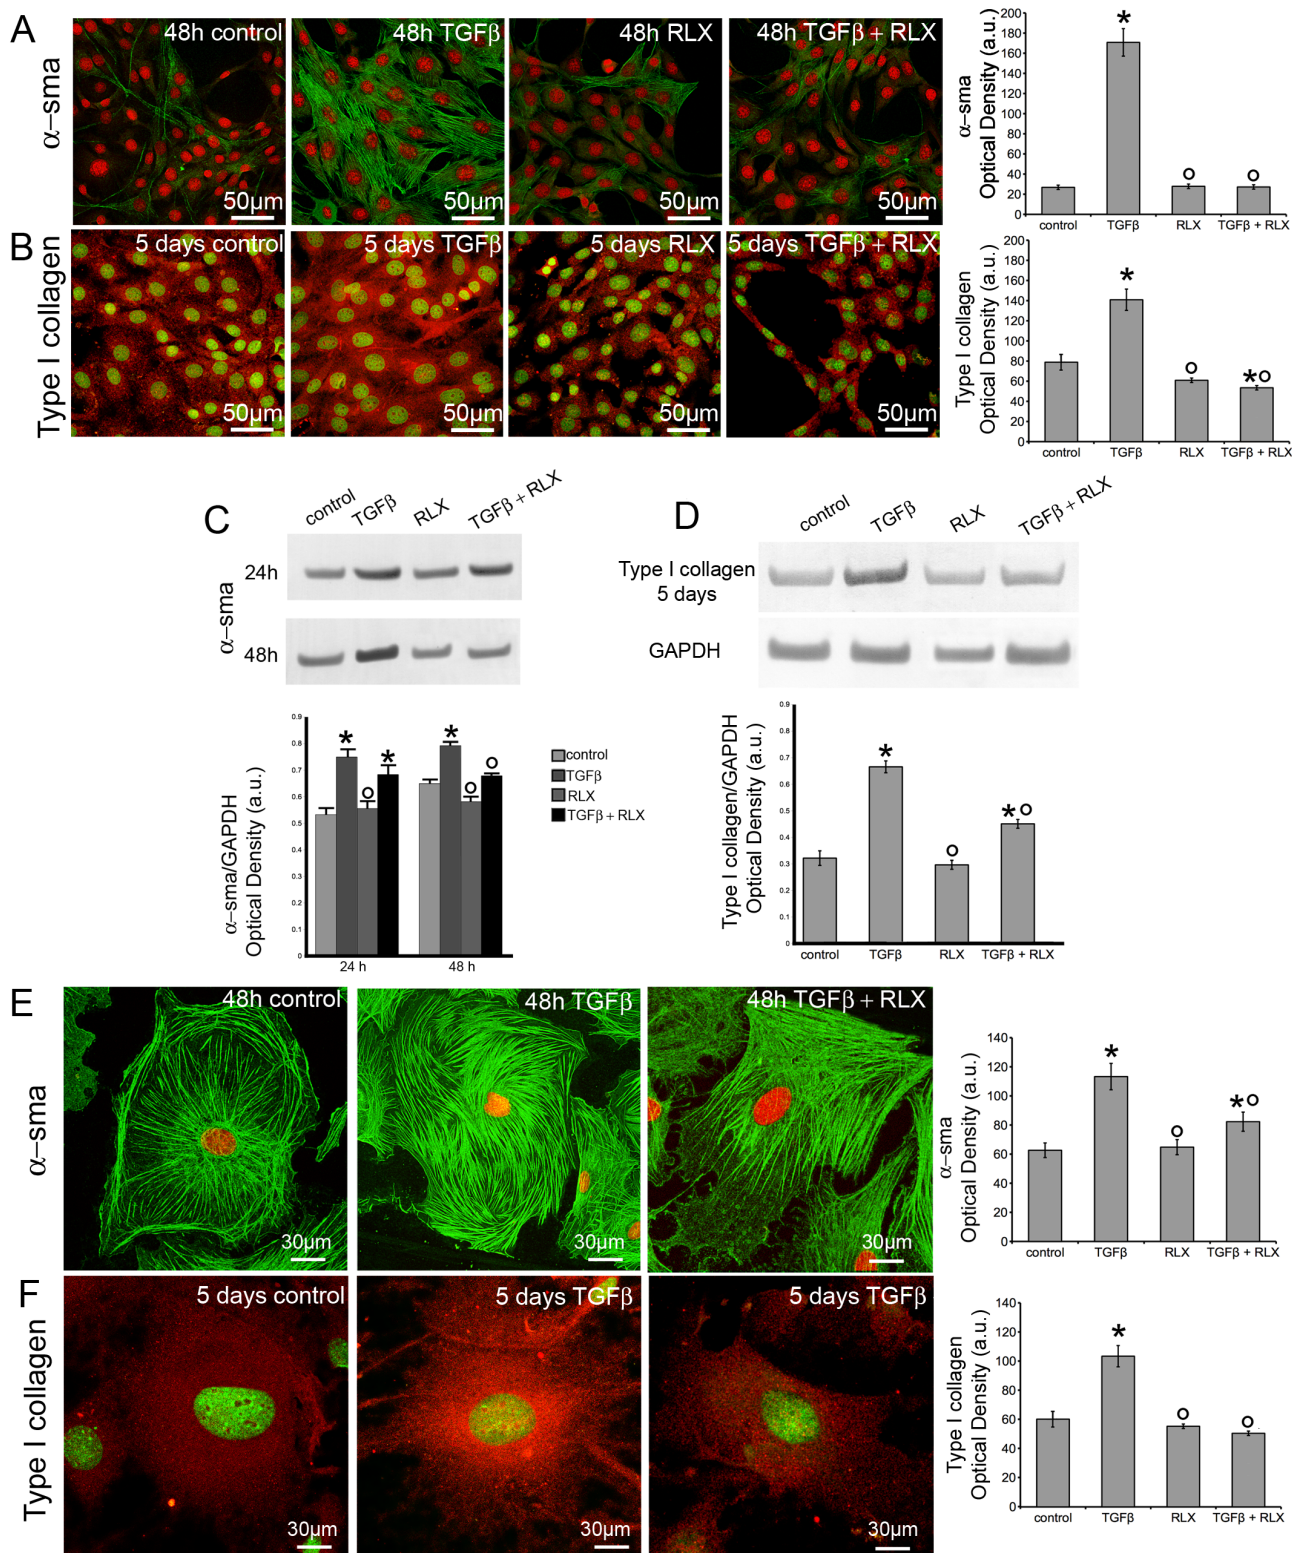 A
α–sma
48h control
48h TGFβ
48h RLX
48h TGFβ + RLX
50µm
50µm
50µm
50µm
α–sma
Optical Density (a.u.)
200
180
160
140
120
100
80
60
40
20
0
*
O
O
control
TGFβ
RLX
TGFβ + RLX
B
Type I collagen
5 days control
5 days TGFβ
5 days RLX
5 days TGFβ + RLX
50µm
50µm
50µm
50µm
Type I collagen
Optical Density (a.u.)
200
180
160
140
120
100
80
60
40
20
0
*
O
*O
control
TGFβ
RLX
TGFβ + RLX
C
control
TGFβ
RLX
TGFβ + RLX
α–sma
24h
48h
α–sma/GAPDH
Optical Density (a.u.)
0.9
0.8
0.7
0.6
0.5
0.4
0.3
0.2
0.1
0
*
O
*
*
O
O
24 h
48 h
control
TGFβ
RLX
TGFβ + RLX
D
control
TGFβ
RLX
TGFβ + RLX
Type I collagen
5 days
GAPDH
Type I collagen/GAPDH
Optical Density (a.u.)
0.9
0.8
0.7
0.6
0.5
0.4
0.3
0.2
0.1
0
*
O
*O
control
TGFβ
RLX
TGFβ + RLX
E
α–sma
48h control
48h TGFβ
48h TGFβ + RLX
30µm
30µm
30µm
α–sma
Optical Density (a.u.)
140
120
100
80
60
40
20
0
*
O
*O
control
TGFβ
RLX
TGFβ + RLX
F
Type I collagen
5 days control
5 days TGFβ
5 days TGFβ
30µm
30µm
30µm
Type I collagen
Optical Density (a.u.)
140
120
100
80
60
40
20
0
*
O
O
control
TGFβ
RLX
TGFβ + RLX